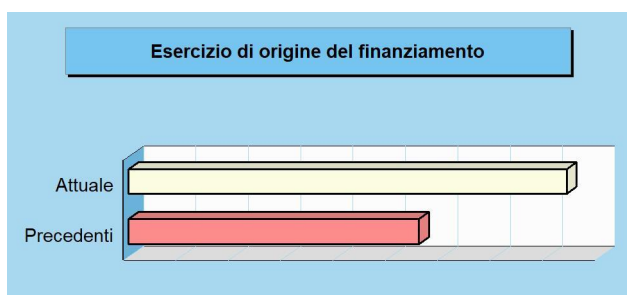 Esercizio di origine del finanziamento
Attuale
Precedenti